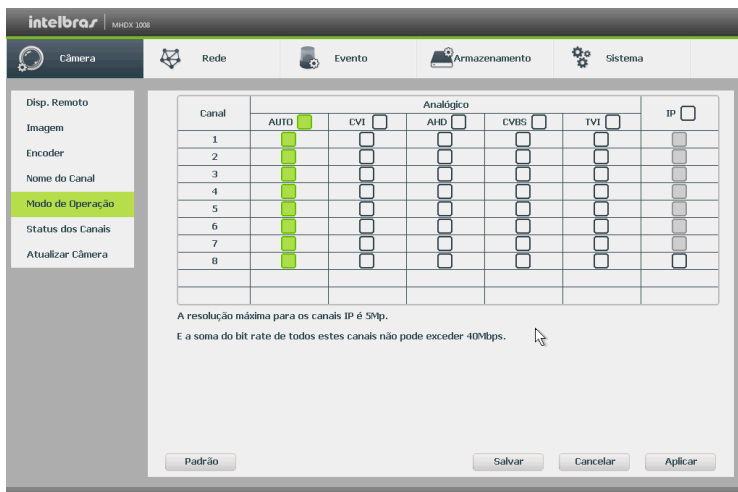 intelbras MHDX 1008
Câmera Rede Evento Armazenamento Sistema
Disp. Remoto
Imagem
Encoder
Nome do Canal
Modo de Operação
Status dos Canais
Atualizar Câmera
Canal Analógico IP
AUTO CVI AHD CVBS TVI
1
2
3
4
5
6
7
8
A resolução máxima para os canais IP é 5Mp.
E a soma do bit rate de todos estes canais não pode exceder 40Mbps.
Padrão Salvar Cancelar Aplicar